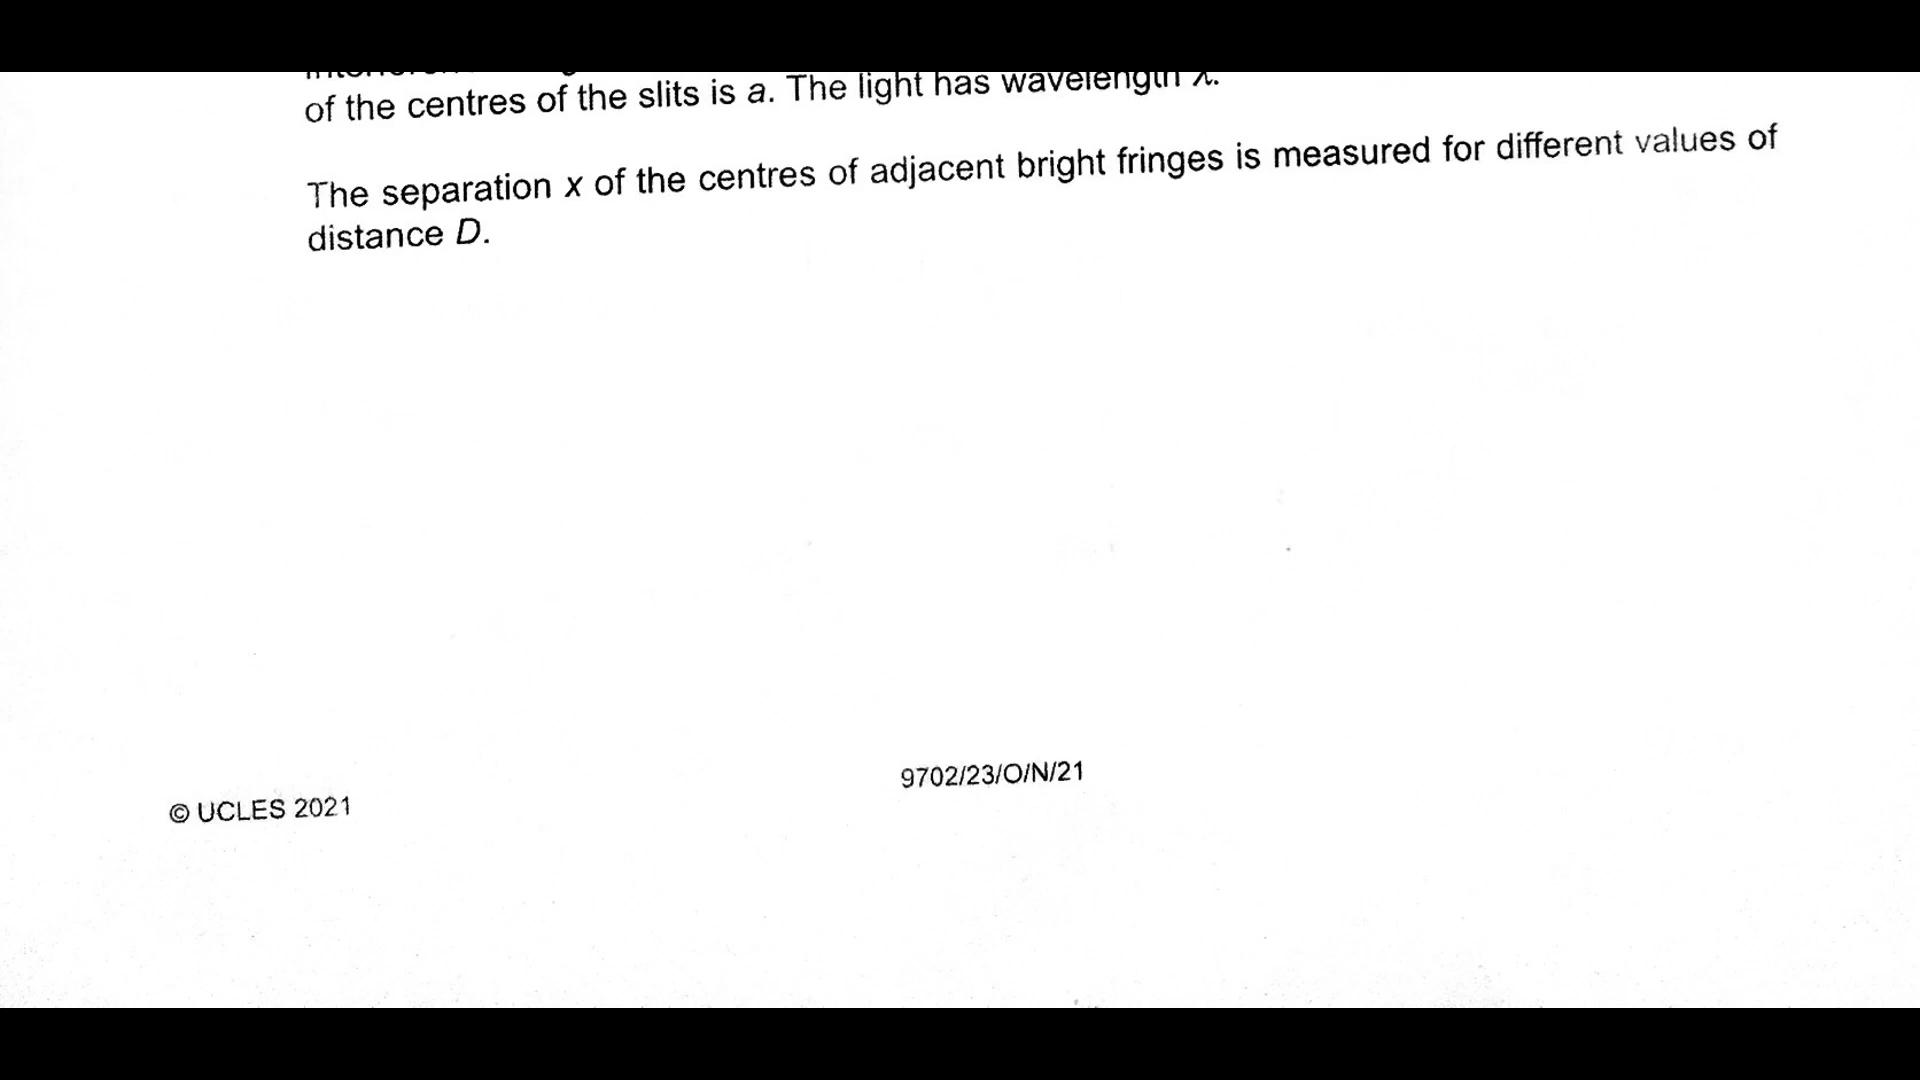 of the centres of the slits is a. The light has wavelength λ.
The separation x of the centres of adjacent bright fringes is measured for different values of
distance D.
9702/23/O/N/21
© UCLES 2021